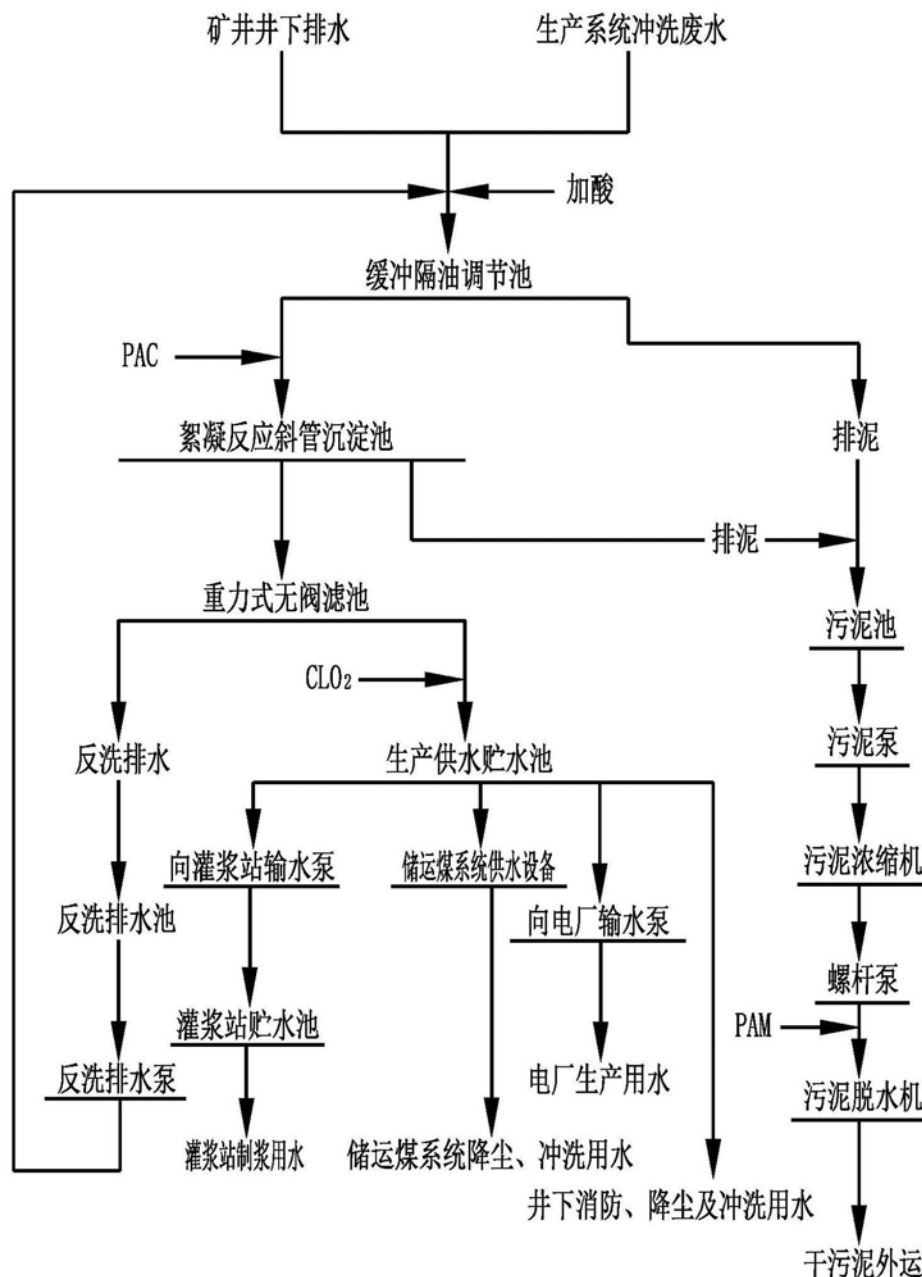 矿井井下排水
生产系统冲洗废水
加酸
缓冲隔油调节池
PAC
絮凝反应斜管沉淀池
排泥
排泥
重力式无阀滤池
污泥池
CLO₂
反洗排水
生产供水贮水池
污泥泵
向灌浆站输水泵
储运煤系统供水设备
污泥浓缩机
反洗排水池
向电厂输水泵
螺杆泵
灌浆站贮水池
PAM
反洗排水泵
电厂生产用水
污泥脱水机
灌浆站制浆用水
储运煤系统降尘、冲洗用水
井下消防、降尘及冲洗用水
干污泥外运